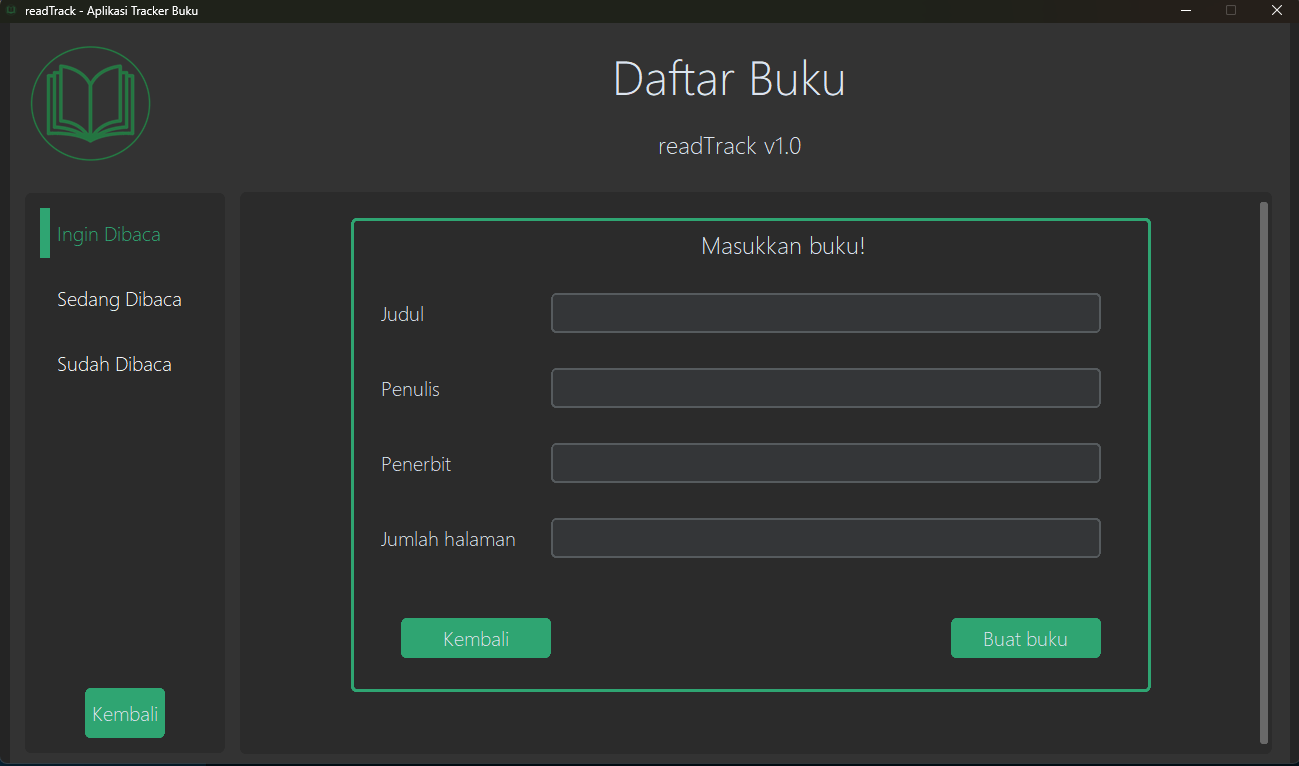 readTrack - Aplikasi Tracker Buku
Daftar Buku
readTrack v1.0
Ingin Dibaca
Sedang Dibaca
Sudah Dibaca
Kembali
Masukkan buku!
Judul
Penulis
Penerbit
Jumlah halaman
Kembali
Buat buku